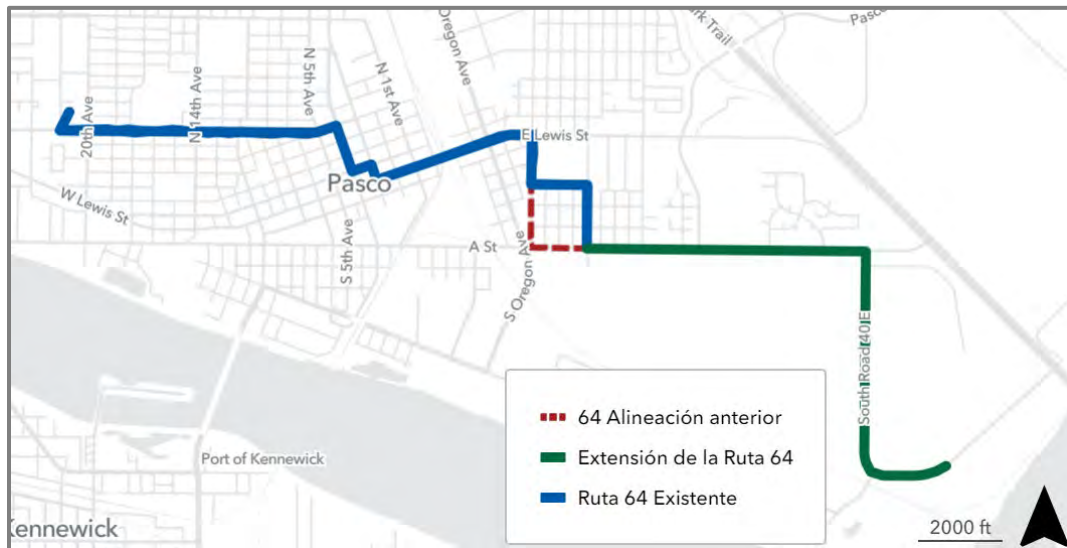 Pasco
Oregon Ave
Park Trail
N 5th Ave
N 14th Ave
N 1st Ave
20th Ave
E Lewis St
Pasco
W Lewis St
S 5th Ave
A St
S Oregon Ave
South Road 40 E
64 Alineación anterior
Extensión de la Ruta 64
Ruta 64 Existente
Port of Kennewick
Kennewick
2000 ft